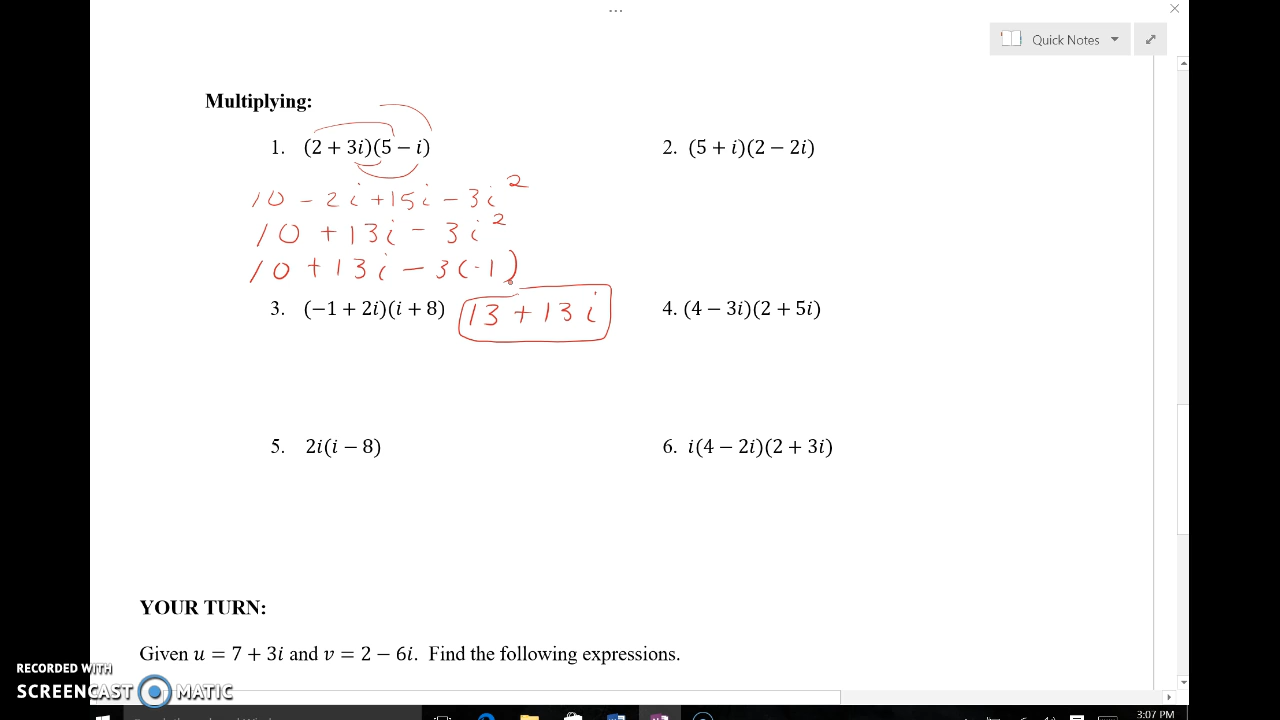 ...
Quick Notes
Multiplying:
1. (2 + 3i)(5 − i)
2. (5 + i)(2 − 2i)
10 − 2i + 15i − 3i²
10 + 13i − 3i²
10 + 13i − 3(-1)
3. (−1 + 2i)(i + 8)
13 + 13i
4. (4 − 3i)(2 + 5i)
5. 2i(i − 8)
6. i(4 − 2i)(2 + 3i)
YOUR TURN:
Given u = 7 + 3i and v = 2 − 6i. Find the following expressions.
RECORDED WITH
SCREENCAST MATIC
3:07 PM